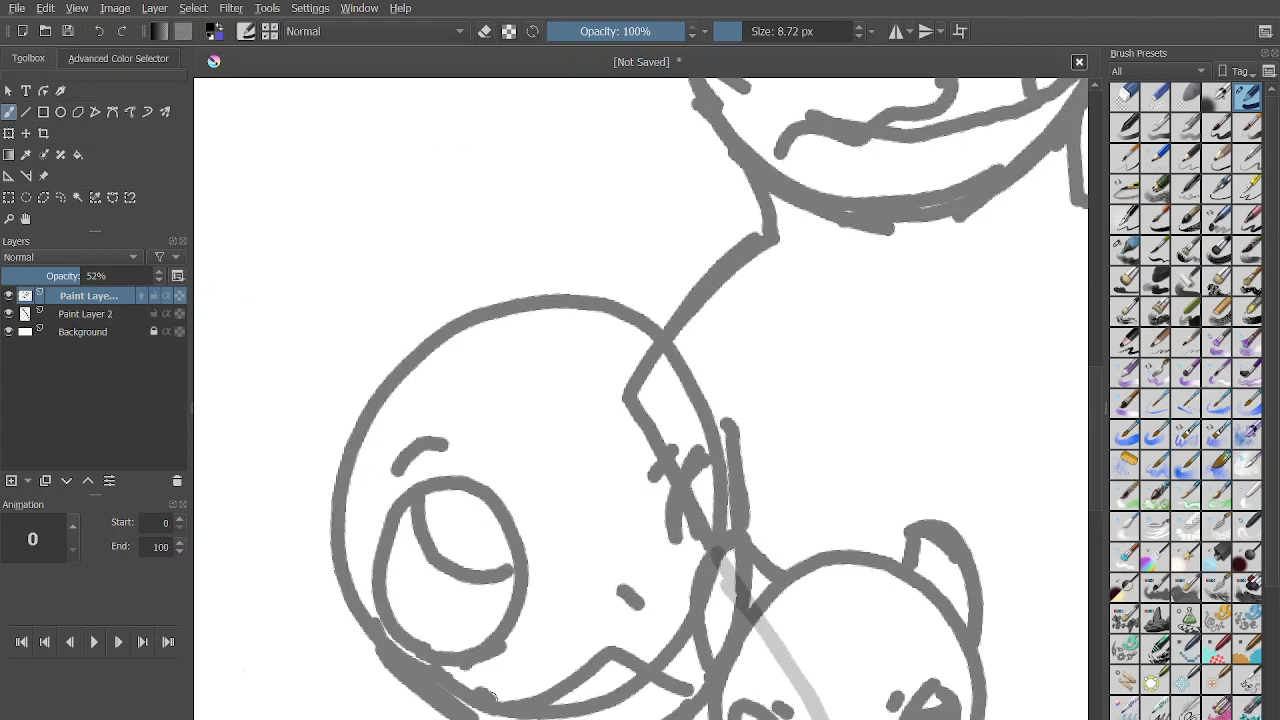 File Edit View Image Layer Select Filter Tools Settings Window Help
Normal Opacity: 100% Size: 8.72 px
Toolbox Advanced Color Selector [Not Saved] * Brush Presets
All Tag
Layers
Normal
Opacity: 52%
Paint Laye...
Paint Layer 2
Background
Animation
0 Start: 0
End: 100